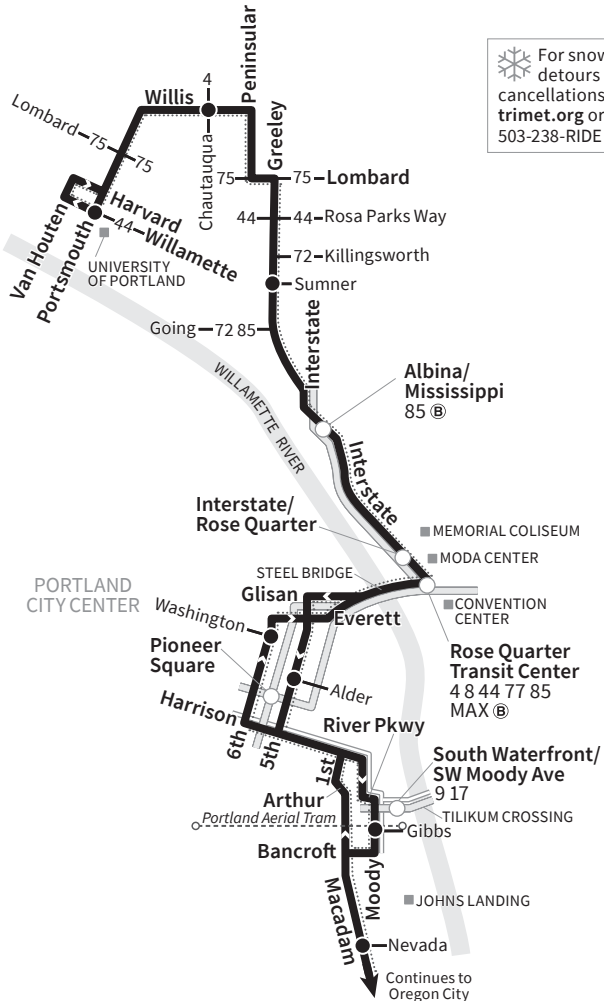 For snow
detours
cancellations
trimet.org or
503-238-RIDE
Peninsular
4
Willis
Greeley
Lombard
75
75
Chautauqua
75
75
Lombard
Harvard
44
44
Rosa Parks Way
44
Willamette
Van Houten
Portsmouth
UNIVERSITY
OF PORTLAND
72
Killingsworth
Sumner
Going
72 85
Interstate
WILLAMETTE RIVER
Albina/
Mississippi
85 Ⓑ
Interstate
Interstate/
Rose Quarter
MEMORIAL COLISEUM
MODA CENTER
STEEL BRIDGE
PORTLAND
CITY CENTER
Glisan
Everett
CONVENTION
CENTER
Washington
Pioneer
Square
Rose Quarter
Transit Center
4 8 44 77 85
MAX Ⓑ
Alder
Harrison
River Pkwy
6th
5th
1st
South Waterfront/
SW Moody Ave
9 17
Arthur
TILIKUM CROSSING
Portland Aerial Tram
Gibbs
Bancroft
Moody
Macadam
JOHNS LANDING
Nevada
Continues to
Oregon City